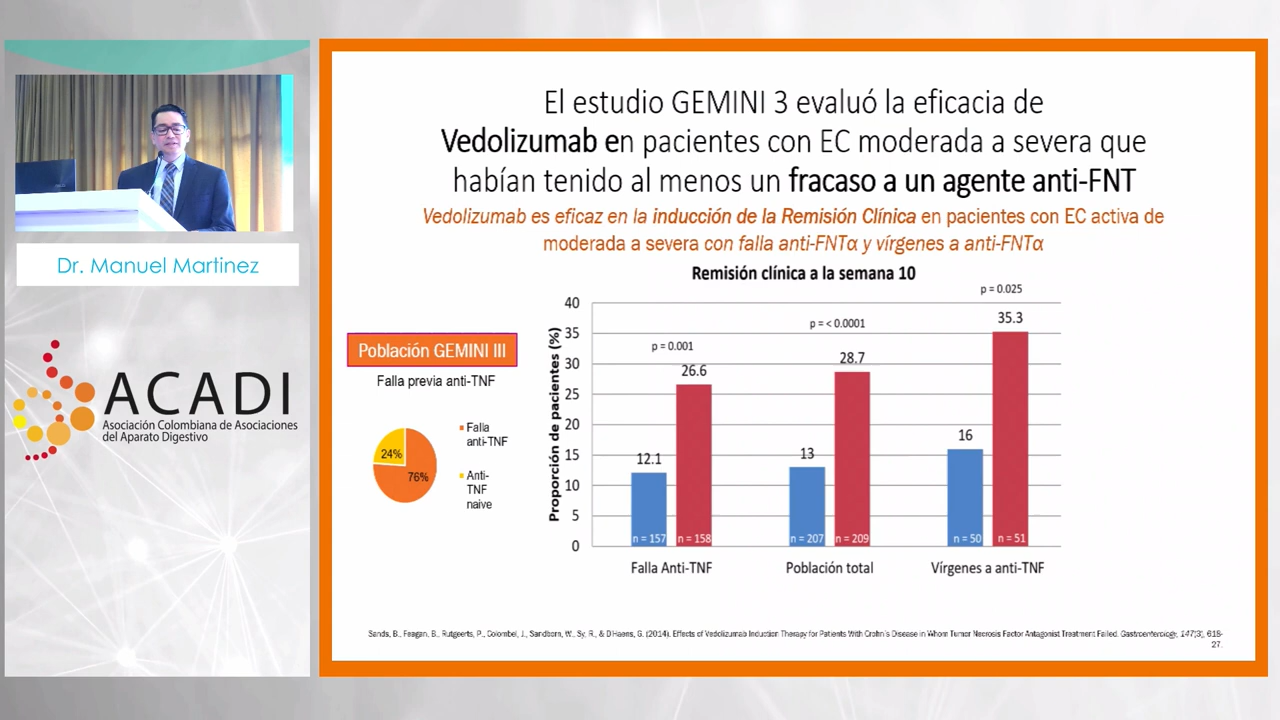 El estudio GEMINI 3 evaluó la eficacia de
Vedolizumab en pacientes con EC moderada a severa que
habían tenido al menos un fracaso a un agente anti-FNT
Vedolizumab es eficaz en la inducción de la Remisión Clínica en pacientes con EC activa de
moderada a severa con falla anti-FNTα y vírgenes a anti-FNTα
Dr. Manuel Martinez
ACADI
Asociación Colombiana de Asociaciones
del Aparato Digestivo
Población GEMINI III
Falla previa anti-TNF
24%
76%
Falla
anti-TNF
Anti-
TNF
naive
Remisión clínica a la semana 10
Proporción de pacientes (%)
40
35
30
25
20
15
10
5
0
p = 0.001
12.1
26.6
n = 157
n = 158
Falla Anti-TNF
p = < 0.0001
13
28.7
n = 207
n = 209
Población total
p = 0.025
16
35.3
n = 50
n = 51
Vírgenes a anti-TNF
Sands, B., Feagan, B., Rutgeerts, P., Colombel, J., Sandborn, W., Sy, R., & D'Haens, G. (2014). Effects of Vedolizumab Induction Therapy for Patients With Crohn's Disease in Whom Tumor Necrosis Factor Antagonist Treatment Failed. Gastroenterology, 147(3), 618-
27.